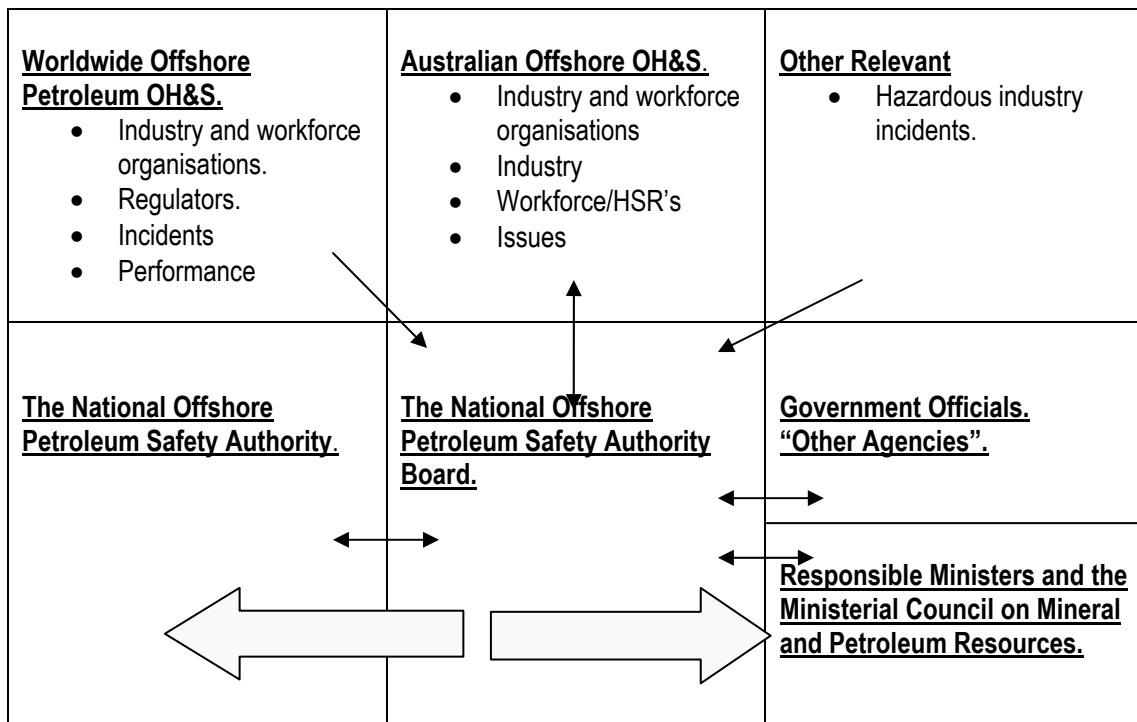 Worldwide Offshore
Petroleum OH&S.
• Industry and workforce
organisations.
• Regulators.
• Incidents
• Performance
Australian Offshore OH&S.
• Industry and workforce
organisations
• Industry
• Workforce/HSR’s
• Issues
Other Relevant
• Hazardous industry
incidents.
The National Offshore
Petroleum Safety Authority.
The National Offshore
Petroleum Safety Authority
Board.
Government Officials.
“Other Agencies”.
Responsible Ministers and the
Ministerial Council on Mineral
and Petroleum Resources.